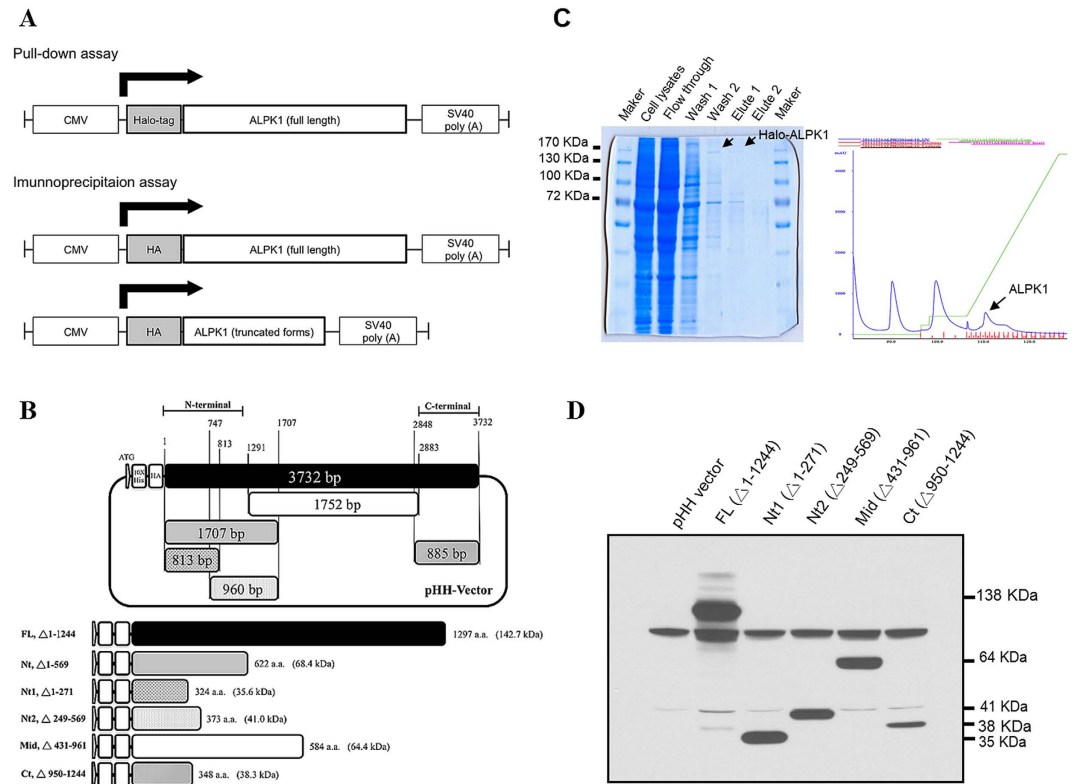 A
Pull-down assay
CMV
Halo-tag
ALPK1 (full length)
SV40
poly (A)
Imunnoprecipitaion assay
CMV
HA
ALPK1 (full length)
SV40
poly (A)
CMV
HA
ALPK1 (truncated forms)
SV40
poly (A)
C
Maker
Cell lysates
Flow through
Wash 1
Wash 2
Elute 1
Elute 2
Maker
Halo-ALPK1
170 KDa
130 KDa
100 KDa
72 KDa
ALPK1
B
N-terminal
C-terminal
747
1707
2848
3732
1
813
1291
2883
ATG
10X
His
HA
3732 bp
1752 bp
1707 bp
813 bp
885 bp
960 bp
pHH-Vector
FL, △1-1244
1297 a.a. (142.7 kDa)
Nt, △1-569
622 a.a. (68.4 kDa)
Nt1, △1-271
324 a.a. (35.6 kDa)
Nt2, △ 249-569
373 a.a. (41.0 kDa)
Mid, △ 431-961
584 a.a. (64.4 kDa)
Ct, △ 950-1244
348 a.a. (38.3 kDa)
D
pHH vector
FL (△1-1244)
Nt1 (△1-271)
Nt2 (△249-569)
Mid (△431-961)
Ct (△950-1244)
138 KDa
64 KDa
41 KDa
38 KDa
35 KDa